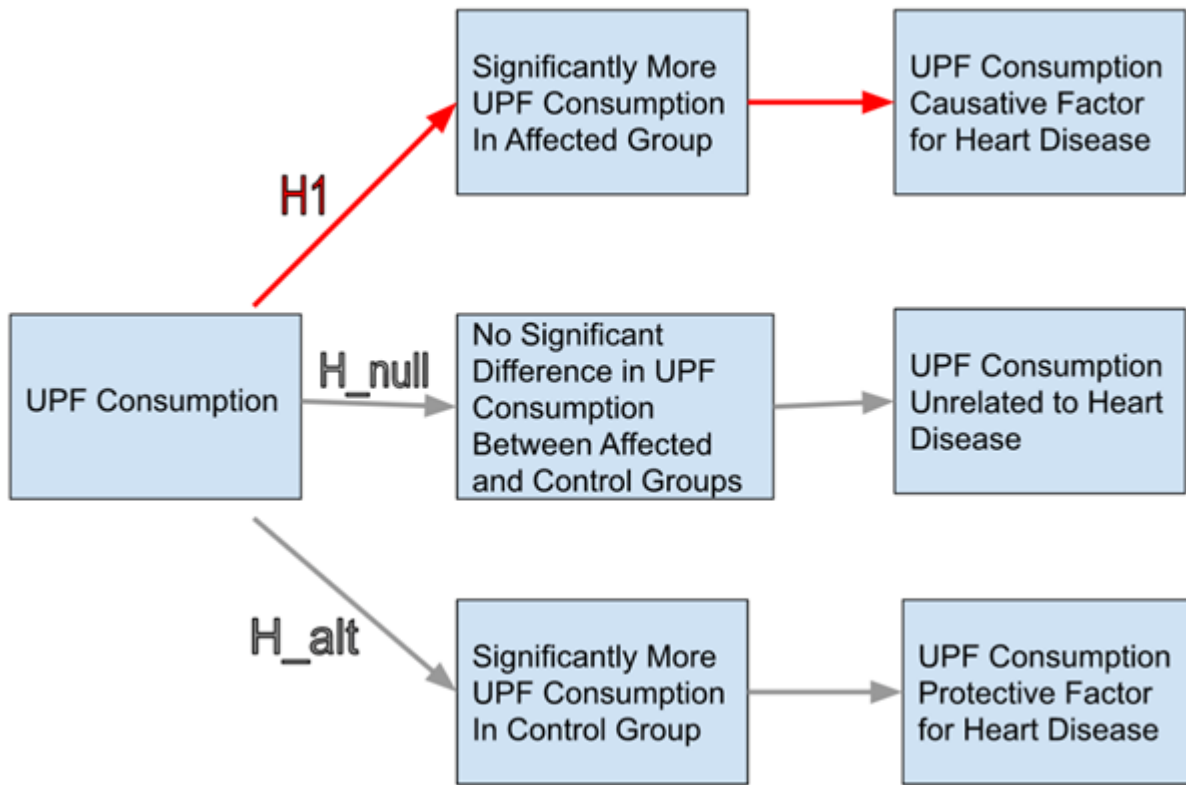 Significantly More
UPF Consumption
In Affected Group
UPF Consumption
Causative Factor
for Heart Disease
H1
UPF Consumption
H_null
No Significant
Difference in UPF
Consumption
Between Affected
and Control Groups
UPF Consumption
Unrelated to Heart
Disease
H_alt
Significantly More
UPF Consumption
In Control Group
UPF Consumption
Protective Factor
for Heart Disease